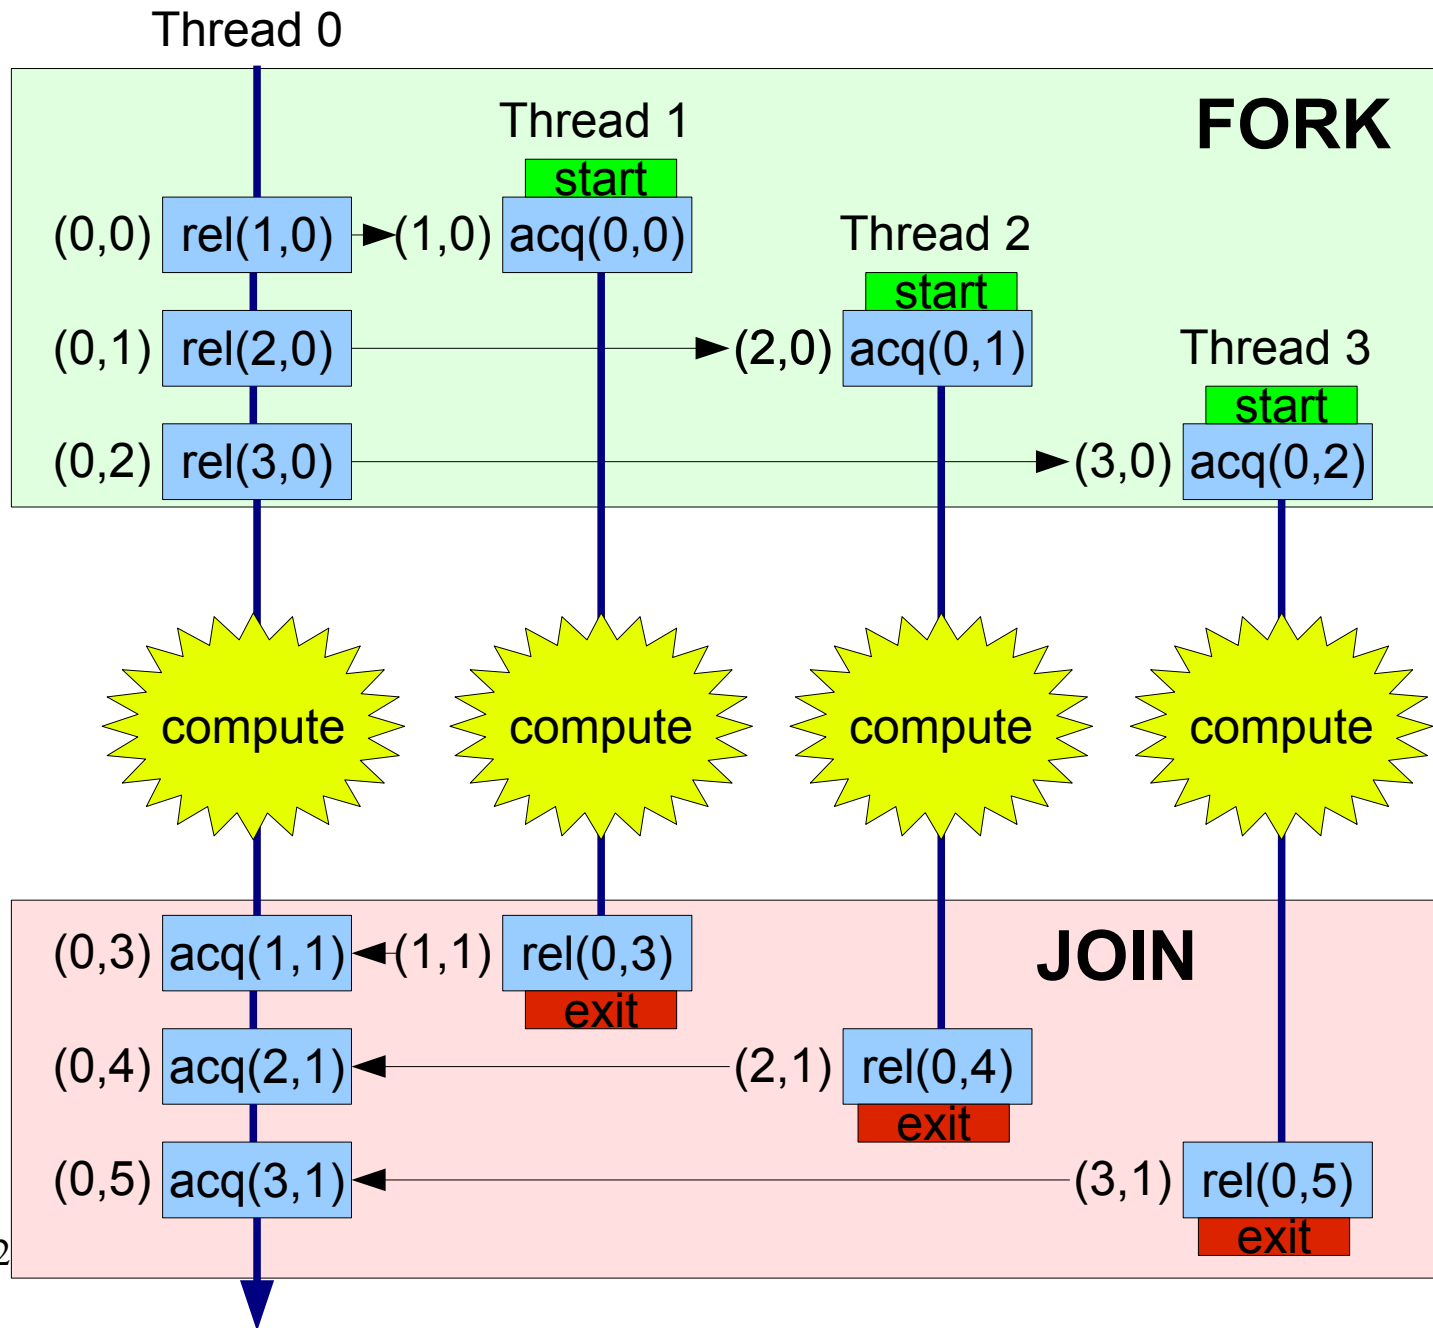 Thread 0
FORK
Thread 1
start
(0,0) rel(1,0) (1,0) acq(0,0)
Thread 2
start
(0,1) rel(2,0) (2,0) acq(0,1)
Thread 3
start
(0,2) rel(3,0) (3,0) acq(0,2)
compute compute compute compute
JOIN
(0,3) acq(1,1) (1,1) rel(0,3)
exit
(0,4) acq(2,1) (2,1) rel(0,4)
exit
(0,5) acq(3,1) (3,1) rel(0,5)
exit
2